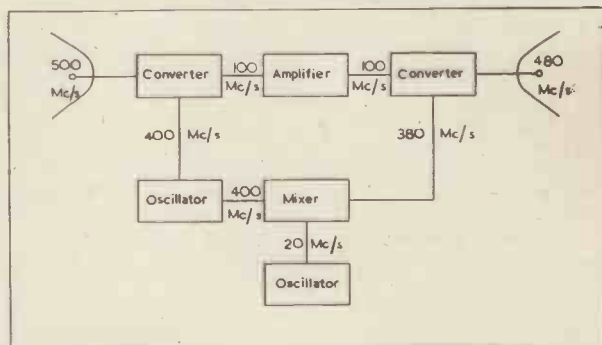 500
Mc/s
Converter
100
Mc/s
Amplifier
100
Mc/s
Converter
480
Mc/s
400 Mc/s
380 Mc/s
Oscillator
400
Mc/s
Mixer
20 Mc/s
Oscillator